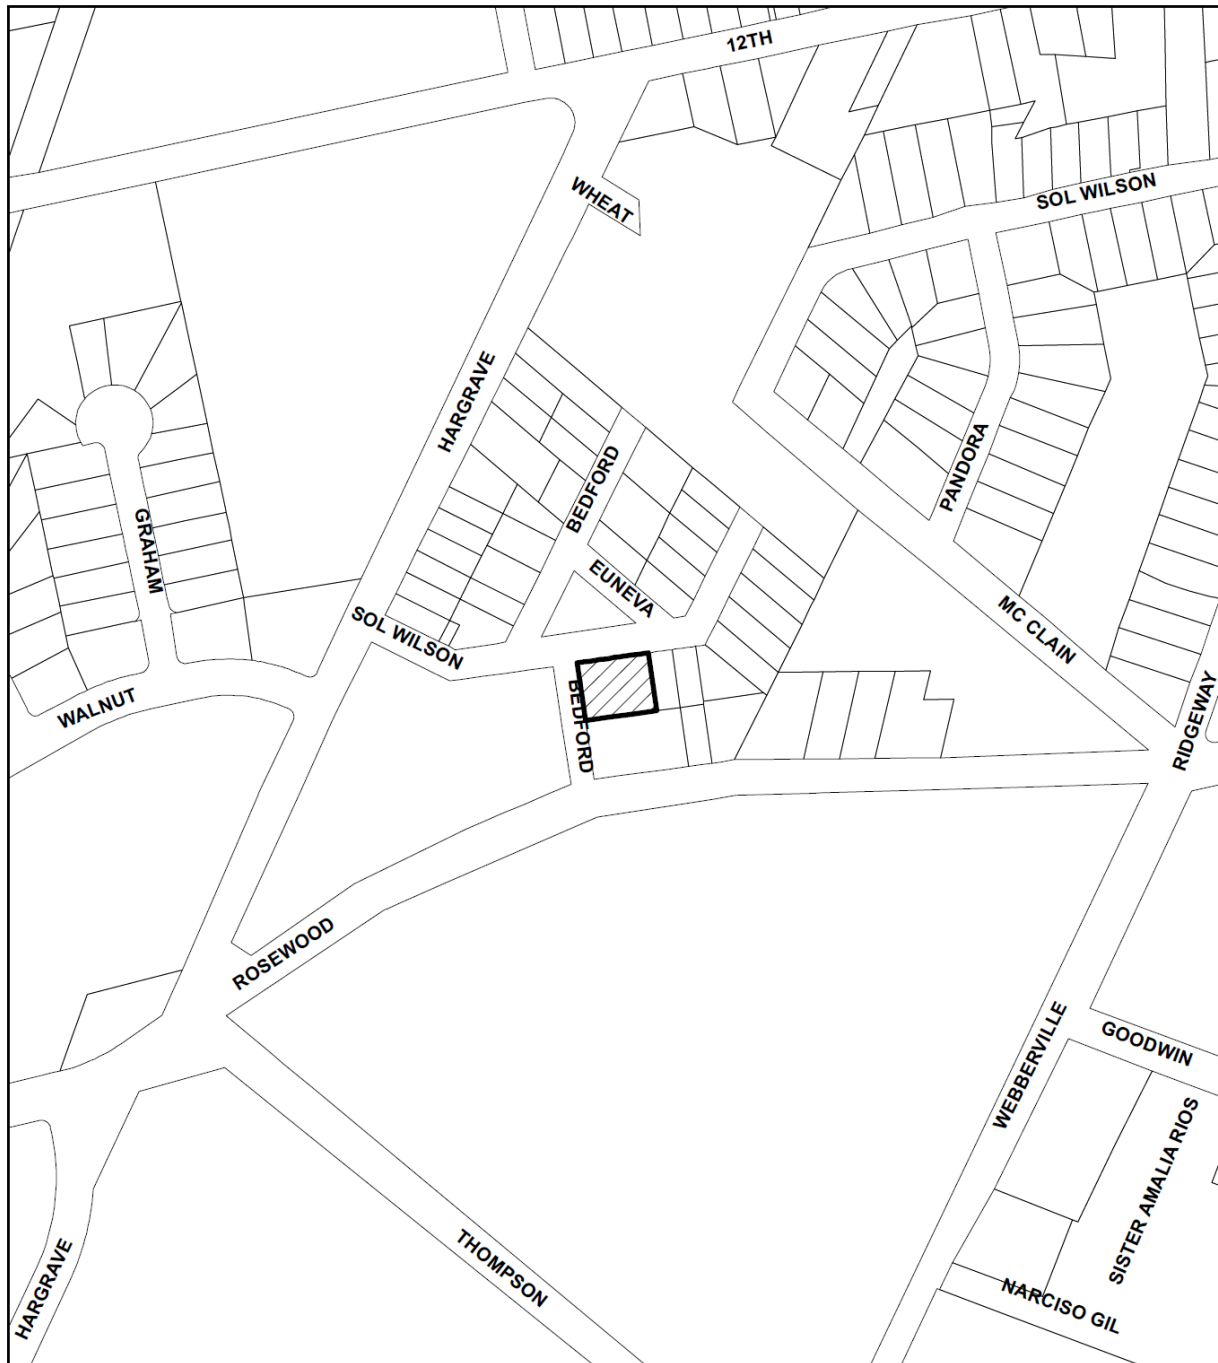 12TH
WHEAT
SOL WILSON
HARGRAVE
PANDORA
BEDFORD
GRAHAM
EUNEVA
SOL WILSON
MC CLAIN
WALNUT
BEDFORD
RIDGEWAY
ROSEWOOD
WEBBERVILLE
GOODWIN
SISTER AMALIA RIOS
THOMPSON
HARGRAVE
NARCISO GIL